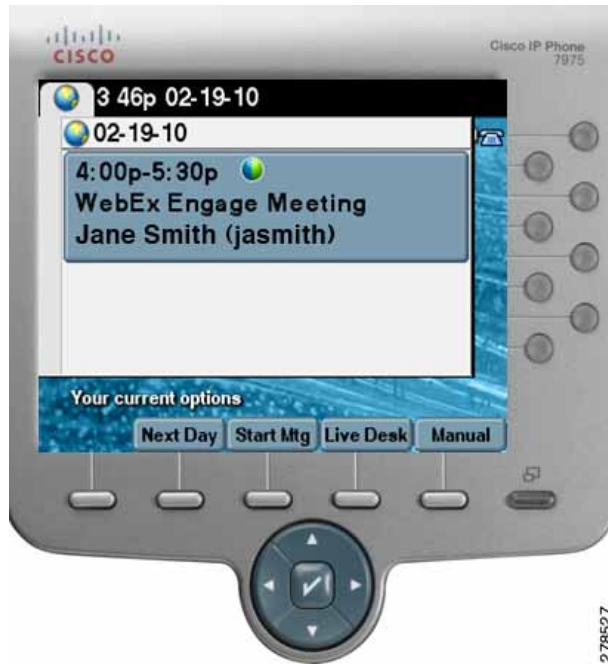 CISCO
Cisco IP Phone
7975
3 46p 02-19-10
02-19-10
4:00p-5:30p
WebEx Engage Meeting
Jane Smith (jasmith)
Your current options
Next Day Start Mtg Live Desk Manual
278527